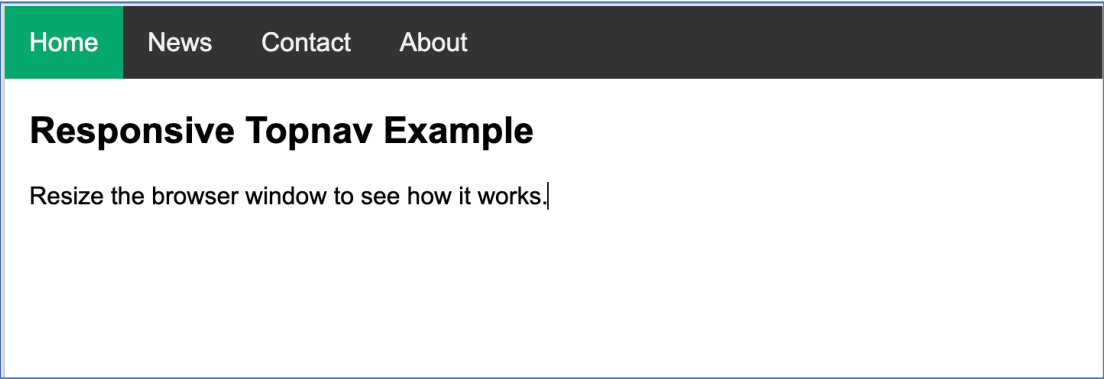 Home News Contact About
Responsive Topnav Example
Resize the browser window to see how it works.